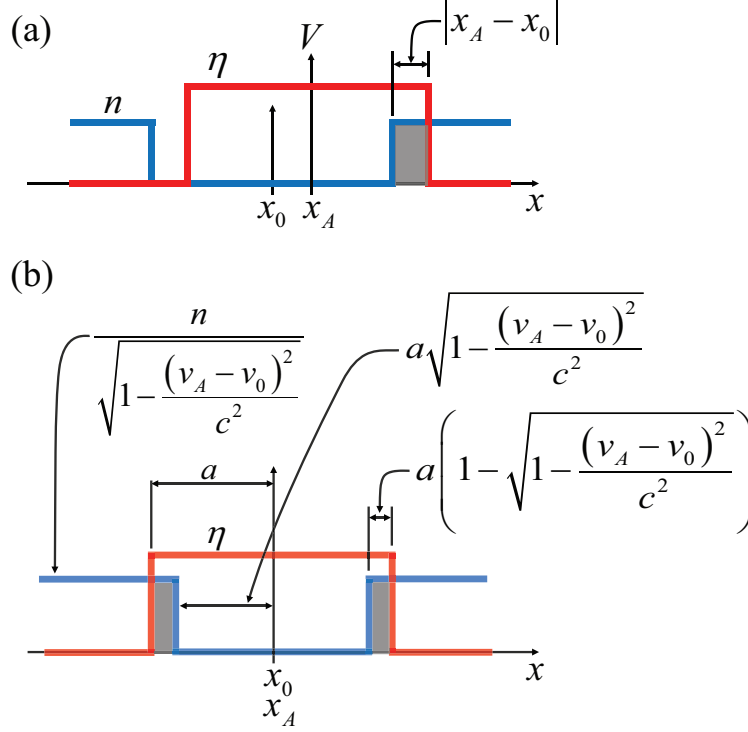 (a)
|x_A − x_0|
V
η
n
x_0
x_A
x
(b)
n / √(1 − (v_A − v_0)² / c²)
a√(1 − (v_A − v_0)² / c²)
a(1 − √(1 − (v_A − v_0)² / c²))
a
η
x_0
x
x_A